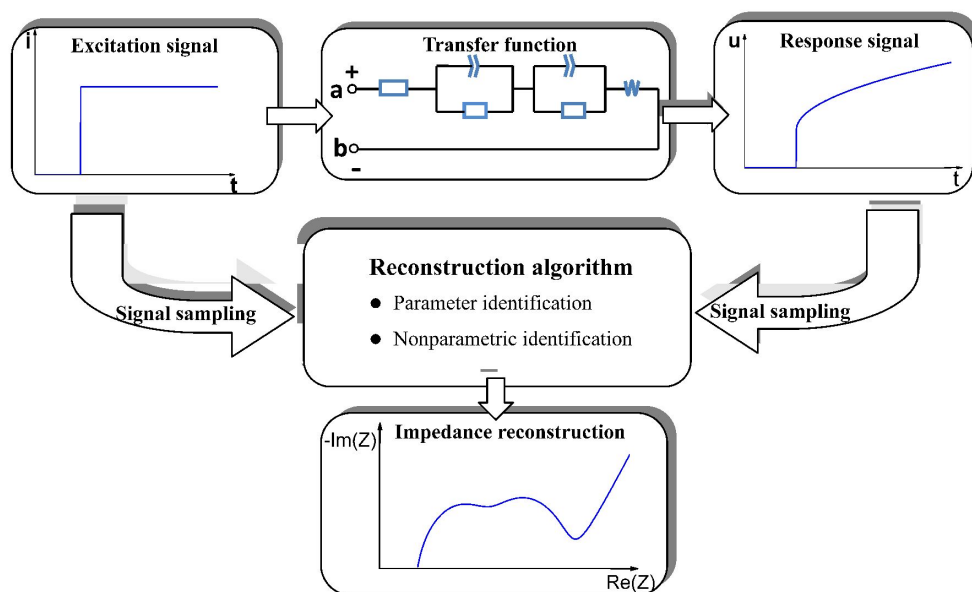 Excitation signal
i
t
Transfer function
+
a
b
-
W
Response signal
u
t
Signal sampling
Reconstruction algorithm
● Parameter identification
● Nonparametric identification
Signal sampling
Impedance reconstruction
-Im(Z)
Re(Z)